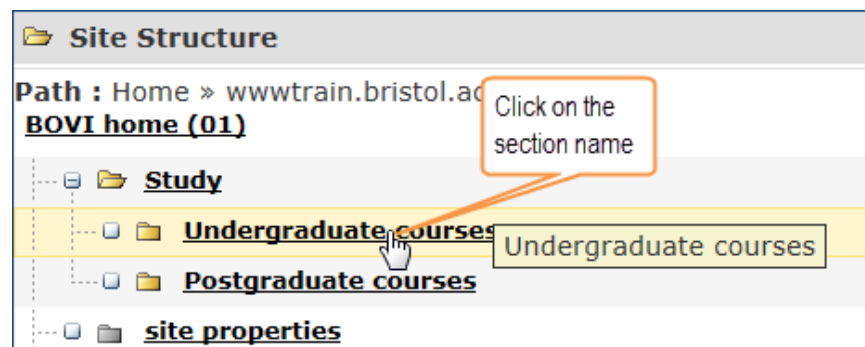 Site Structure
Path : Home » wwwtrain.bristol.ac
BOVI home (01)
Click on the
section name
Study
Undergraduate courses
Undergraduate courses
Postgraduate courses
site properties